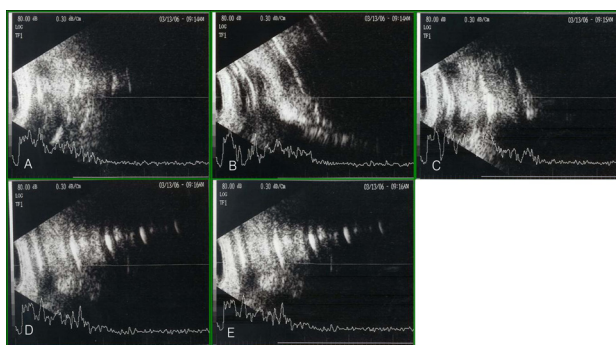 80.00 dB 0.30 dB/Cm 03/13/06 - 09:14AM
LOG
TF1
A
80.00 dB 0.30 dB/Cm 03/13/06 - 09:14AM
LOG
TF1
B
80.00 dB 0.30 dB/Cm 03/13/06 - 09:15AM
LOG
TF1
C
80.00 dB 0.30 dB/Cm 03/13/06 - 09:16AM
LOG
TF1
D
80.00 dB 0.30 dB/Cm 03/13/06 - 09:16AM
LOG
TF1
E